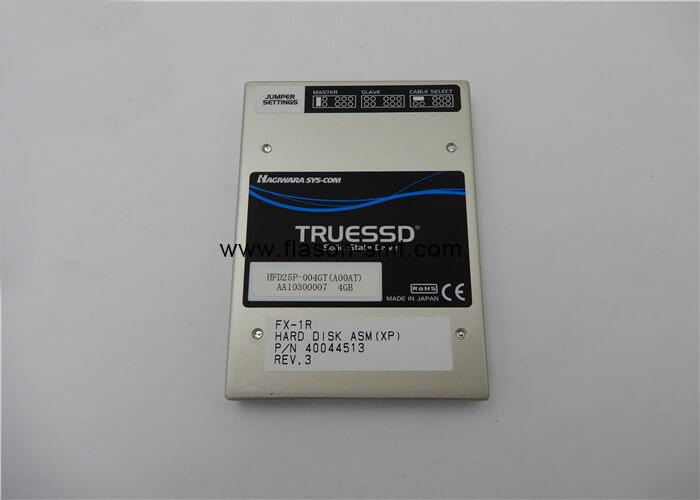 JUMPER
SETTINGS
MASTER SLAVE CABLE SELECT
HAGIWARA SYS-COM
TRUESSD®
Solid State Drive
www.flason-smt.com
HFD25P-004GT(A00AT)
AA10300007 4GB
RoHS
MADE IN JAPAN CE
FX-1R
HARD DISK ASM(XP)
P/N 40044513
REV.3